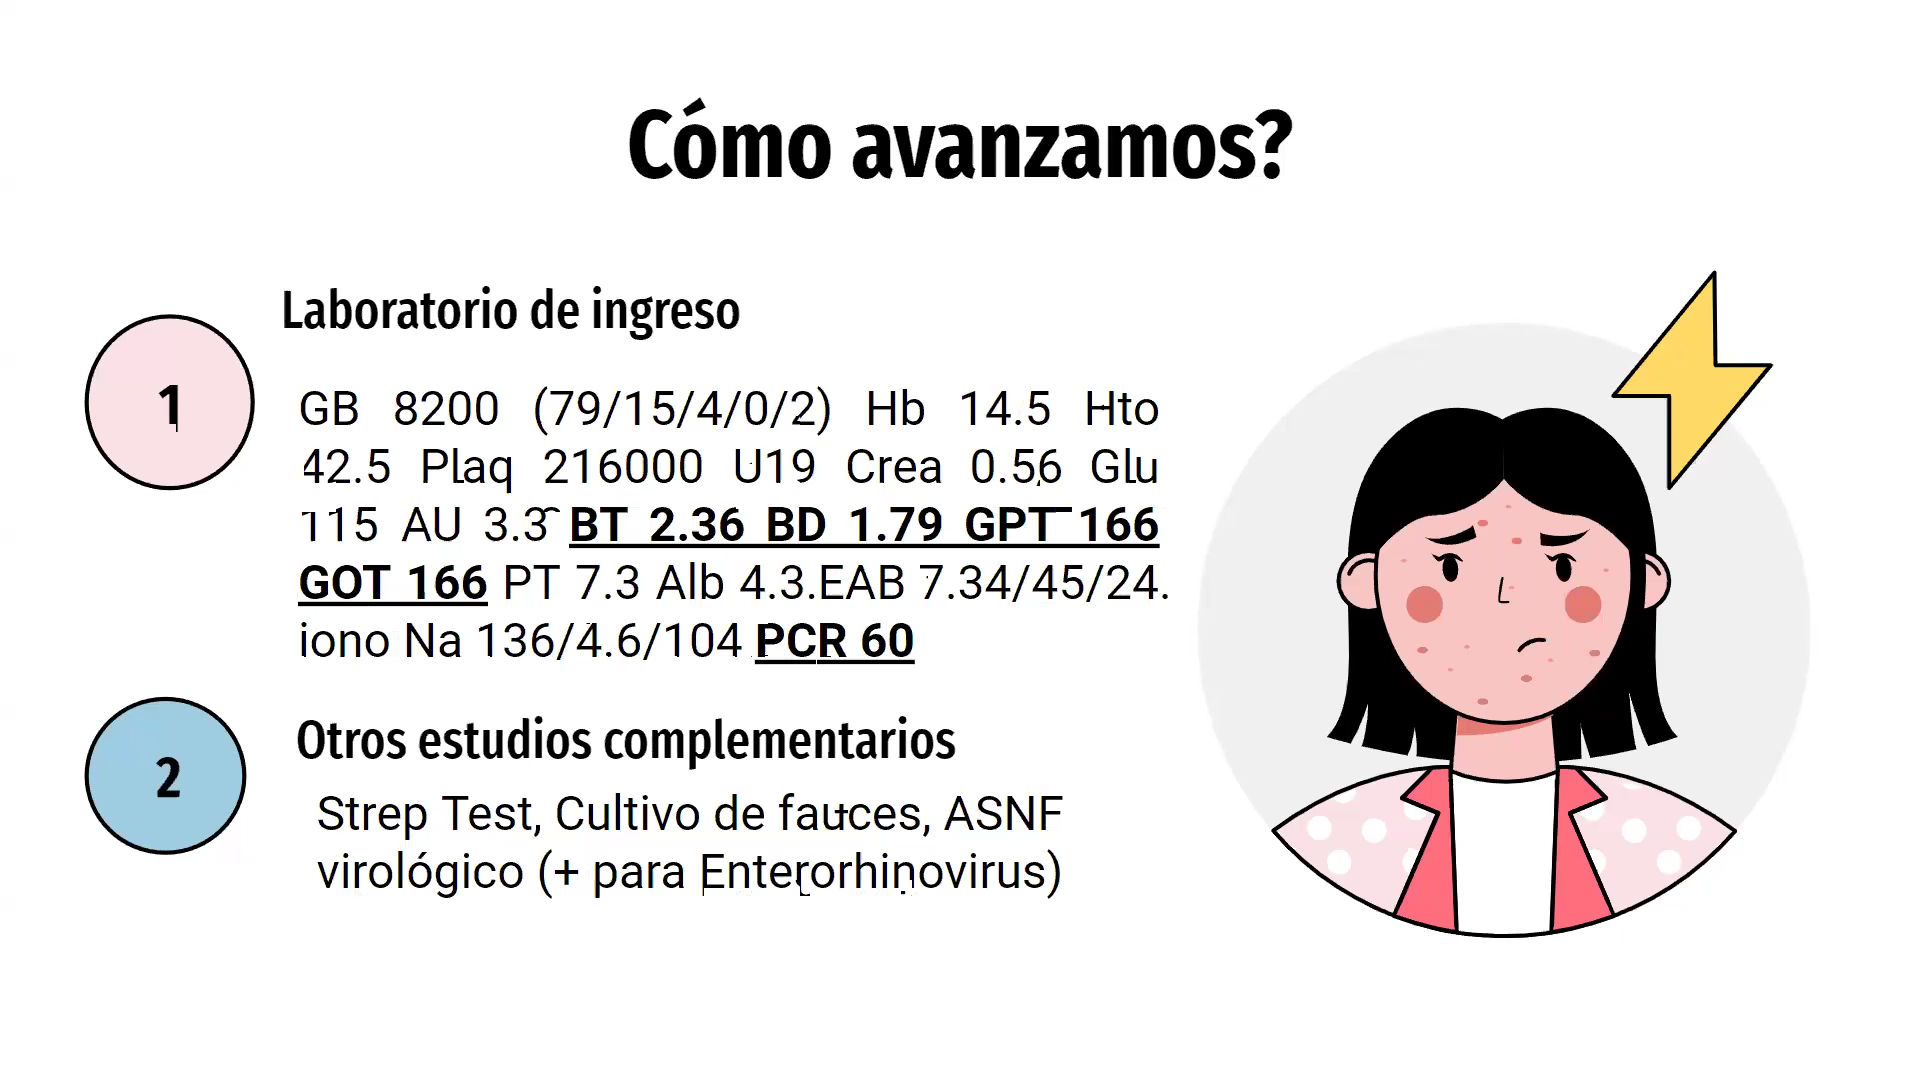 Cómo avanzamos?
1
Laboratorio de ingreso
GB 8200 (79/15/4/0/2) Hb 14.5 Hto
42.5 Plaq 216000 U19 Crea 0.56 Glu
115 AU 3.3 BT 2.36 BD 1.79 GPT 166
GOT 166 PT 7.3 Alb 4.3.EAB 7.34/45/24.
iono Na 136/4.6/104 PCR 60
2
Otros estudios complementarios
Strep Test, Cultivo de fauces, ASNF
virológico (+ para Enterorhinovirus)